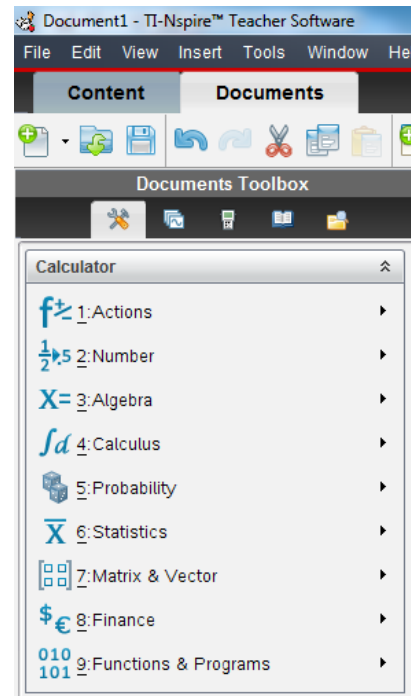 Document1 - TI-Nspire™ Teacher Software
File Edit View Insert Tools Window He
Content Documents
Documents Toolbox
Calculator
1:Actions
2:Number
3:Algebra
4:Calculus
5:Probability
6:Statistics
7:Matrix & Vector
8:Finance
9:Functions & Programs